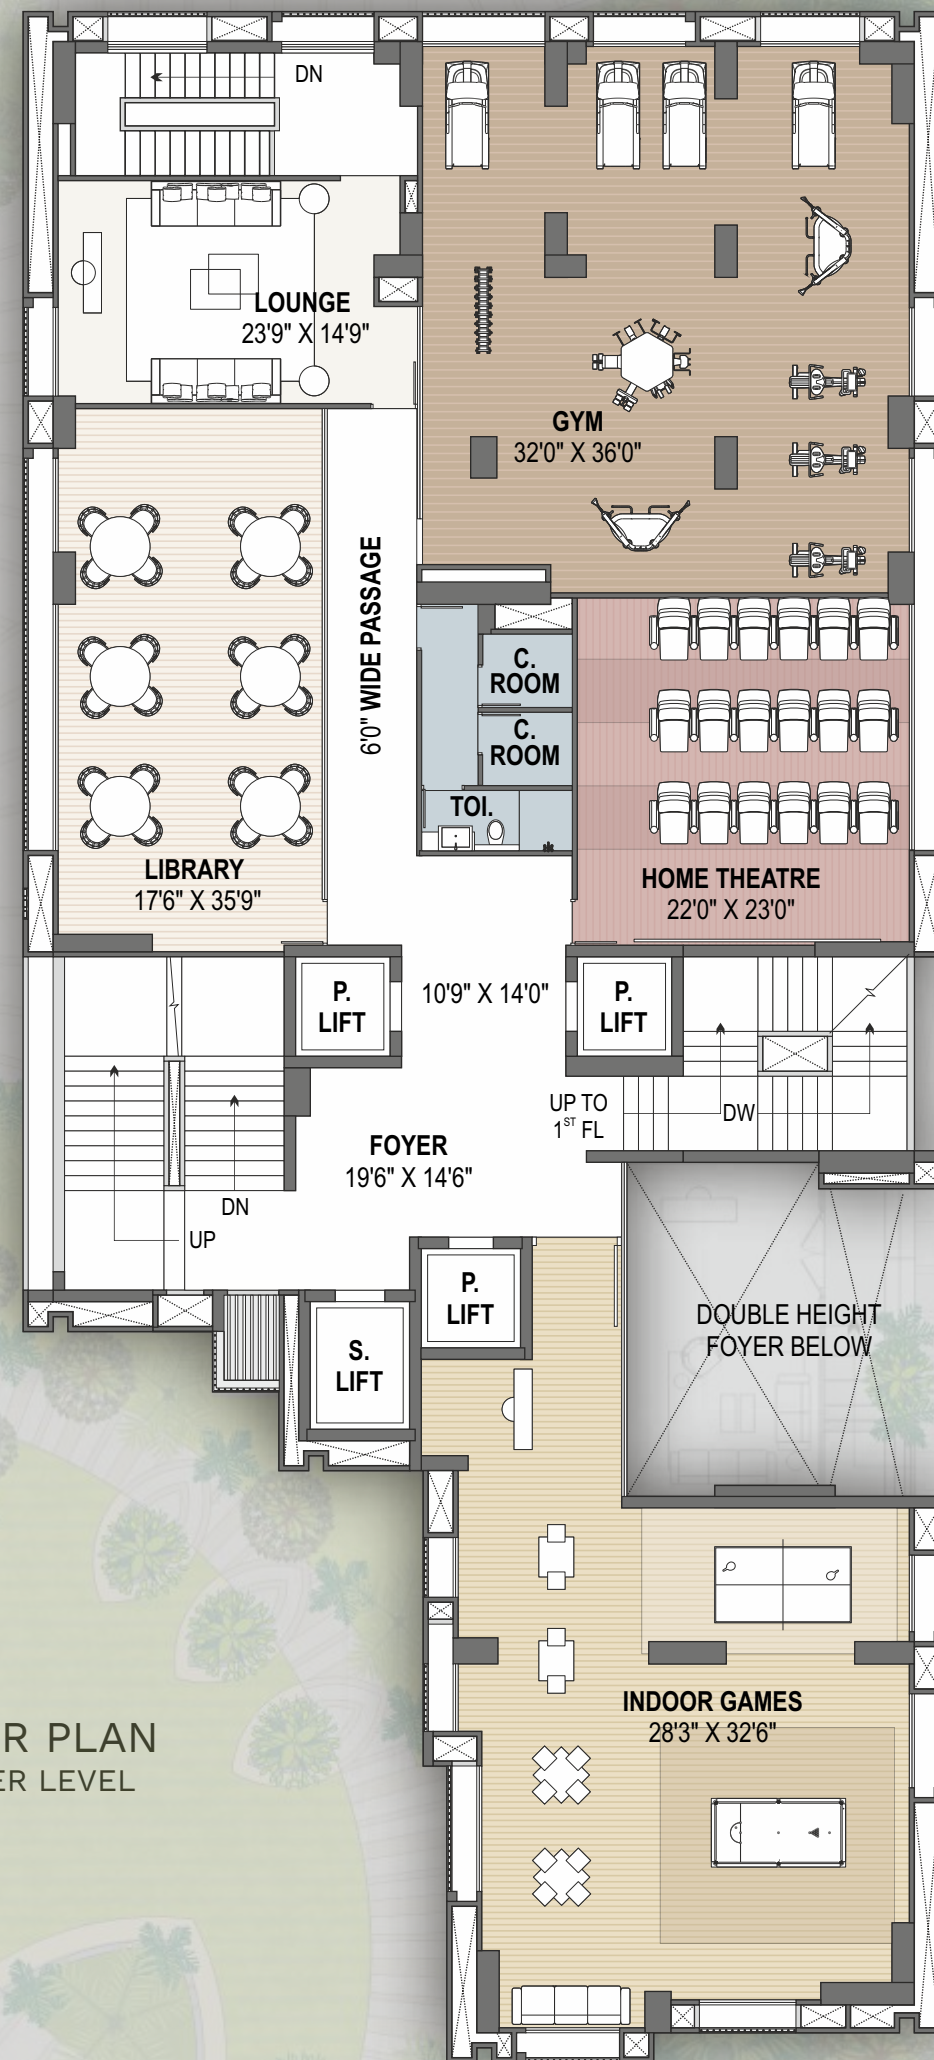 DN
LOUNGE
23'9" X 14'9"
GYM
32'0" X 36'0"
6'0" WIDE PASSAGE
C.
ROOM
C.
ROOM
TOI.
LIBRARY
17'6" X 35'9"
HOME THEATRE
22'0" X 23'0"
P.
LIFT
10'9" X 14'0"
P.
LIFT
UP TO
1ST FL
DW
FOYER
19'6" X 14'6"
DN
UP
P.
LIFT
S.
LIFT
DOUBLE HEIGHT
FOYER BELOW
INDOOR GAMES
28'3" X 32'6"
R PLAN
ER LEVEL